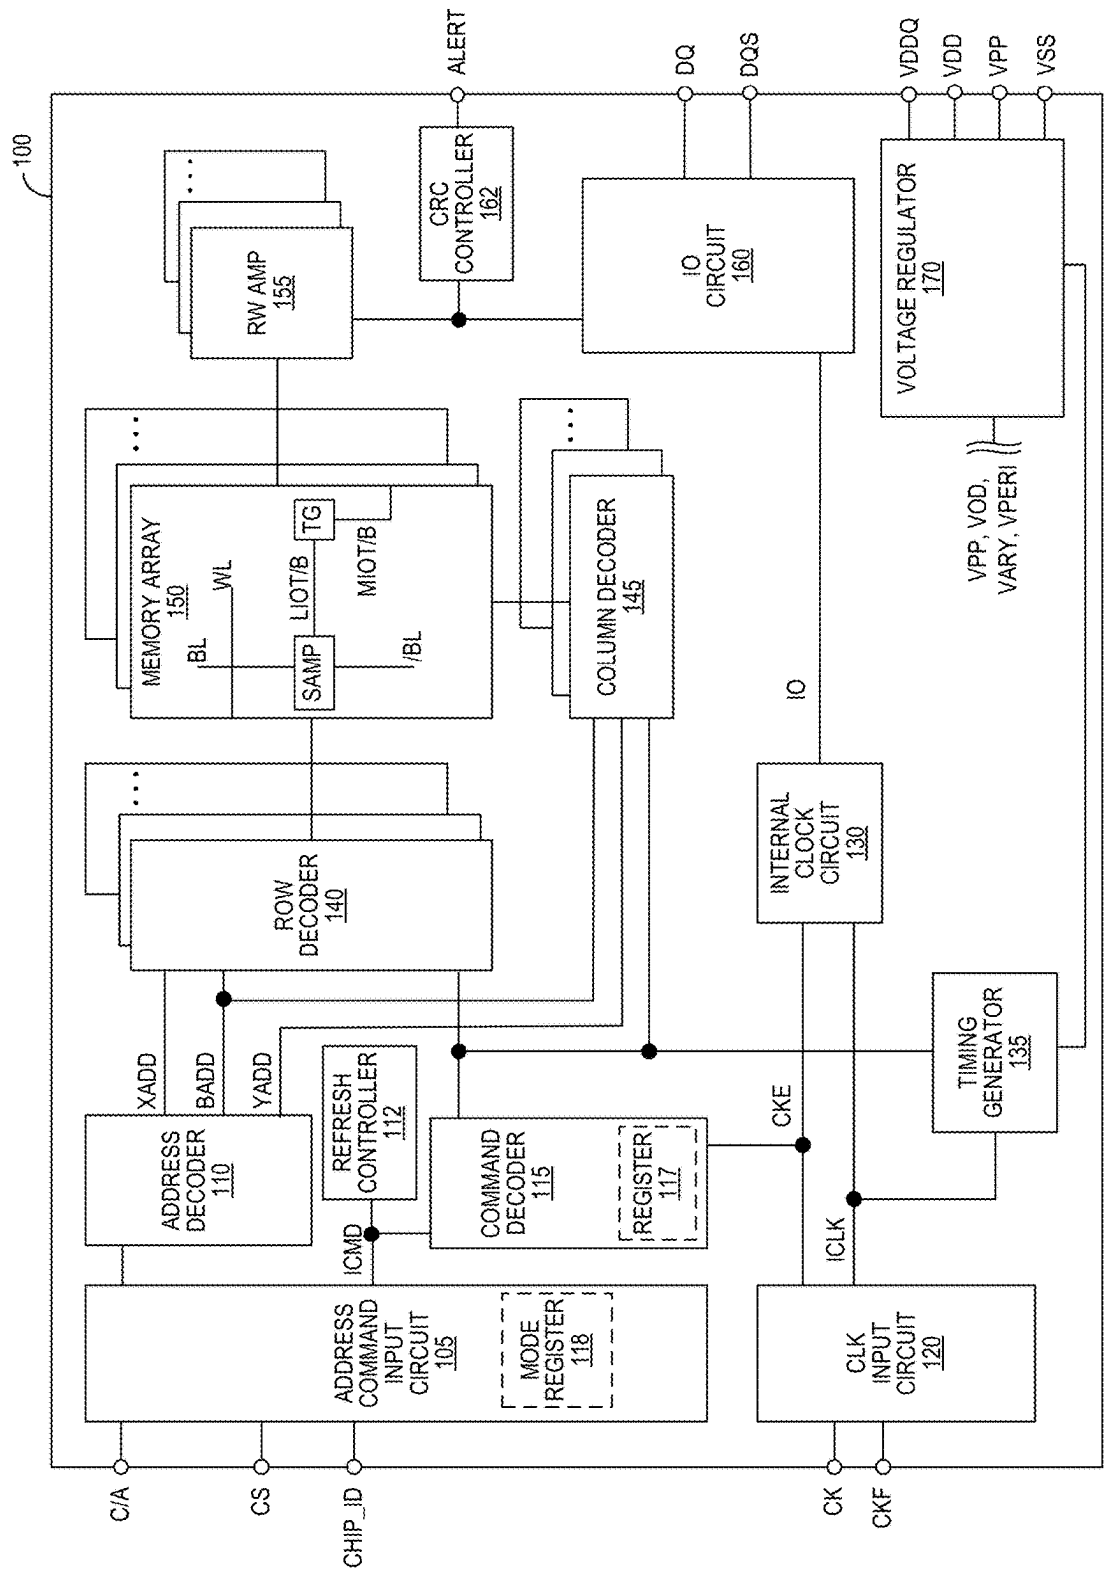 100
C/A
CS
CHIP_ID
CK
CKF
ADDRESS
COMMAND
INPUT
CIRCUIT
105
MODE
REGISTER
118
CLK
INPUT
CIRCUIT
120
ADDRESS
DECODER
110
XADD
BADD
YADD
ICMD
REFRESH
CONTROLLER
112
COMMAND
DECODER
115
REGISTER
117
CKE
ICLK
TIMING
GENERATOR
135
ROW
DECODER
140
INTERNAL
CLOCK
CIRCUIT
130
IO
MEMORY ARRAY
150
BL
WL
SAMP
/BL
LIOT/B
TG
MIOT/B
COLUMN DECODER
145
RW AMP
155
CRC
CONTROLLER
162
IO
CIRCUIT
160
VOLTAGE REGULATOR
170
VPP, VOD,
VARY, VPERI
ALERT
DQ
DQS
VDDQ
VDD
VPP
VSS